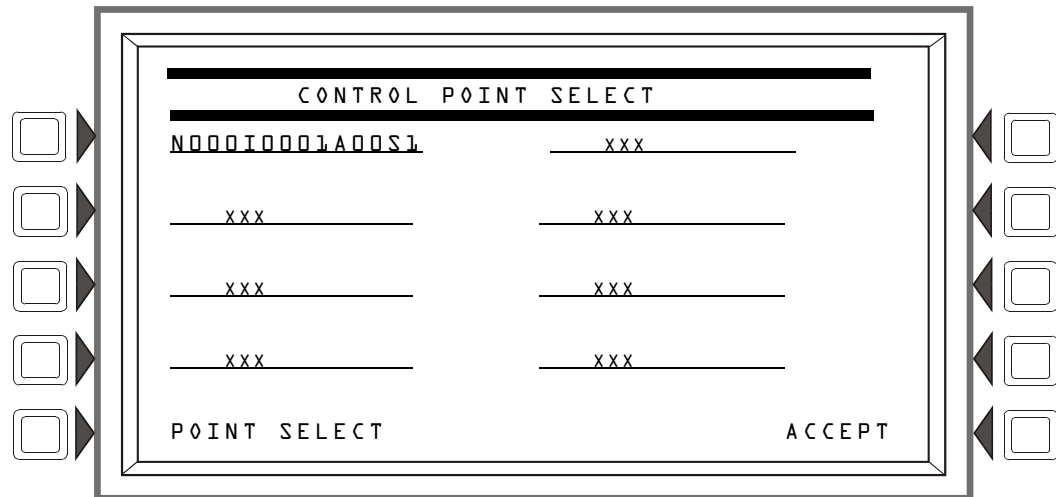 CONTROL POINT SELECT
N000I0001A00S1 XXX
XXX XXX
XXX XXX
XXX XXX
POINT SELECT ACCEPT